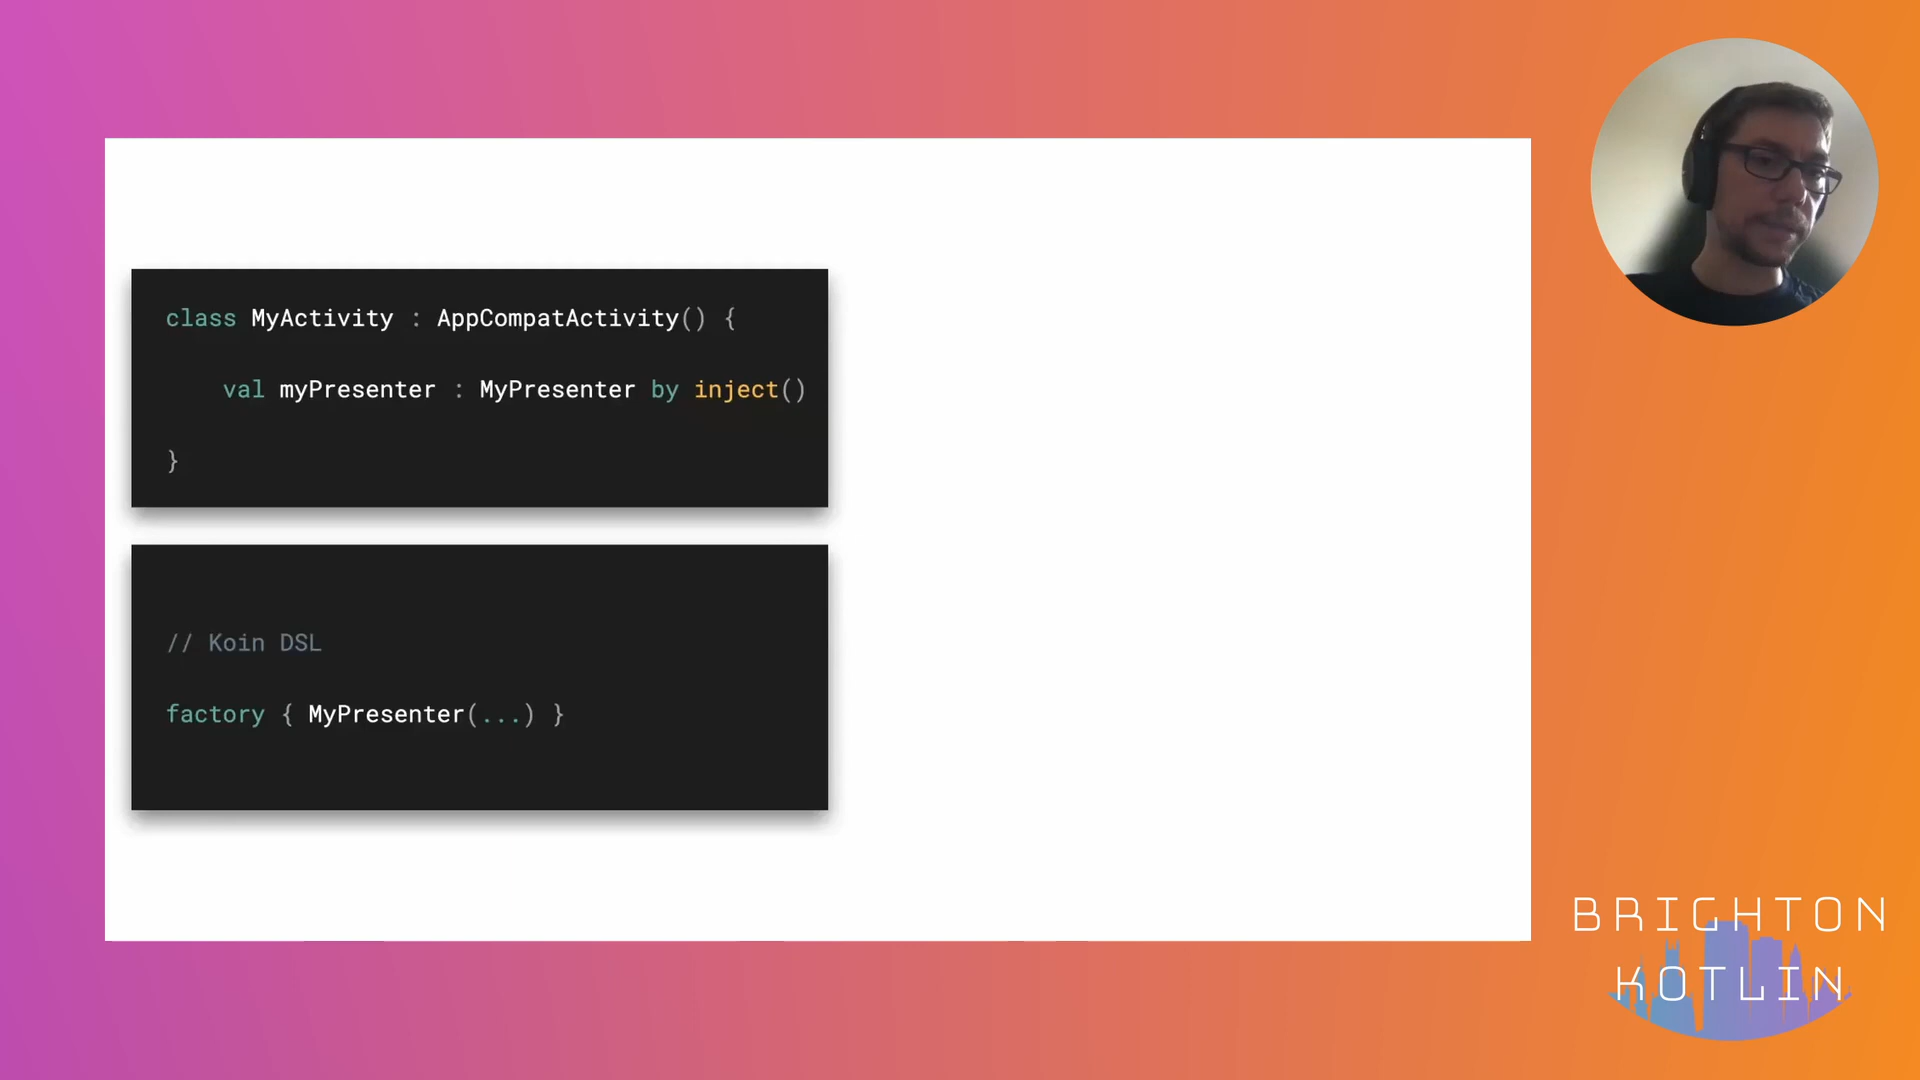 class MyActivity : AppCompatActivity() {
val myPresenter : MyPresenter by inject()
}
// Koin DSL
factory { MyPresenter(...) }
BRIGHTON
KOTLIN